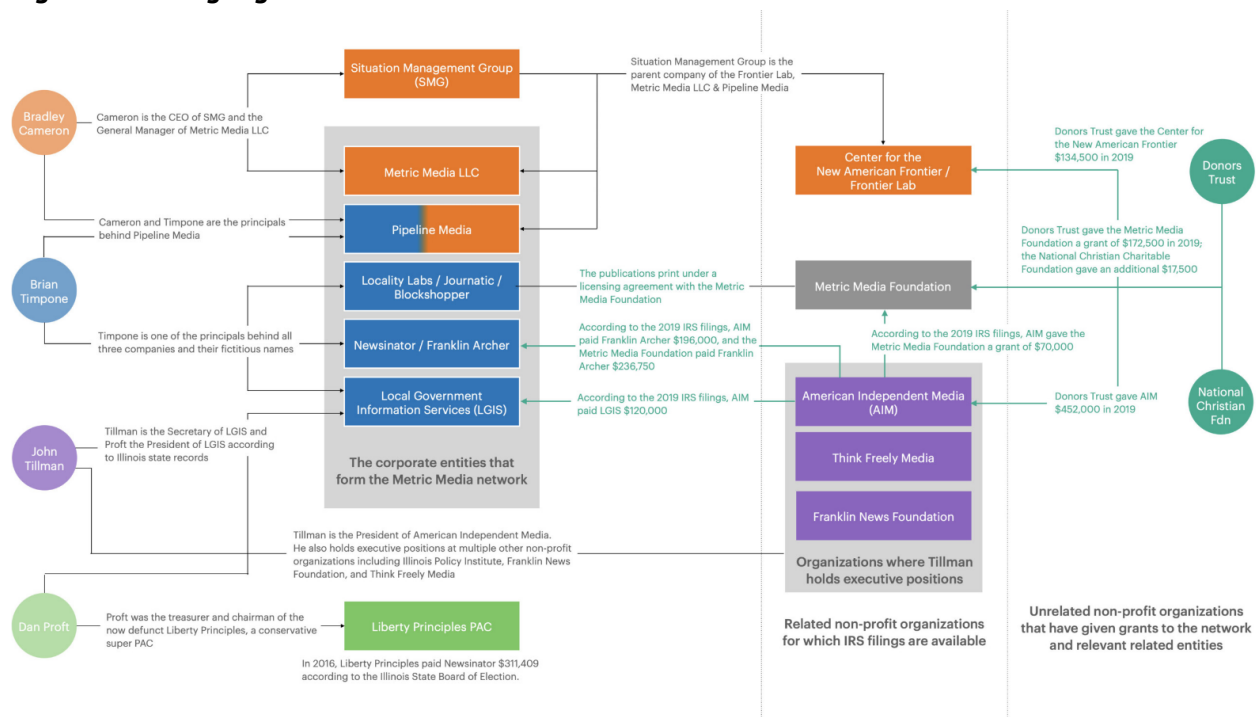 Situation Management Group
(SMG)
Situation Management Group is the
parent company of the Frontier Lab,
Metric Media LLC & Pipeline Media
Bradley
Cameron
Cameron is the CEO of SMG and the
General Manager of Metric Media LLC
Metric Media LLC
Center for the
New American Frontier /
Frontier Lab
Donors Trust gave the Center for
the New American Frontier
$134,500 in 2019
Donors
Trust
Cameron and Timpone are the principals
behind Pipeline Media
Pipeline Media
Donors Trust gave the Metric Media
Foundation a grant of $172,500 in 2019;
the National Christian Charitable
Foundation gave an additional $17,500
Brian
Timpone
Locality Labs / Journatic /
Blockshopper
The publications print under a
licensing agreement with the Metric
Media Foundation
Metric Media Foundation
Timpone is one of the principals behind all
three companies and their fictitious names
Newsinator / Franklin Archer
According to the 2019 IRS filings, AIM
paid Franklin Archer $196,000, and the
Metric Media Foundation paid Franklin
Archer $236,750
According to the 2019 IRS filings, AIM gave the
Metric Media Foundation a grant of $70,000
Local Government
Information Services (LGIS)
According to the 2019 IRS filings, AIM
paid LGIS $120,000
American Independent Media
(AIM)
Donors Trust gave AIM
$452,000 in 2019
National
Christian
Fdn
John
Tillman
Tillman is the Secretary of LGIS and
Proft the President of LGIS according
to Illinois state records
The corporate entities that
form the Metric Media network
Think Freely Media
Franklin News Foundation
Tillman is the President of American Independent Media.
He also holds executive positions at multiple other non-profit
organizations including Illinois Policy Institute, Franklin News
Foundation, and Think Freely Media
Organizations where Tillman
holds executive positions
Dan Proft
Proft was the treasurer and chairman of the
now defunct Liberty Principles, a conservative
super PAC
Liberty Principles PAC
In 2016, Liberty Principles paid Newsinator $311,409
according to the Illinois State Board of Election.
Related non-profit organizations
for which IRS filings are available
Unrelated non-profit organizations
that have given grants to the network
and relevant related entities